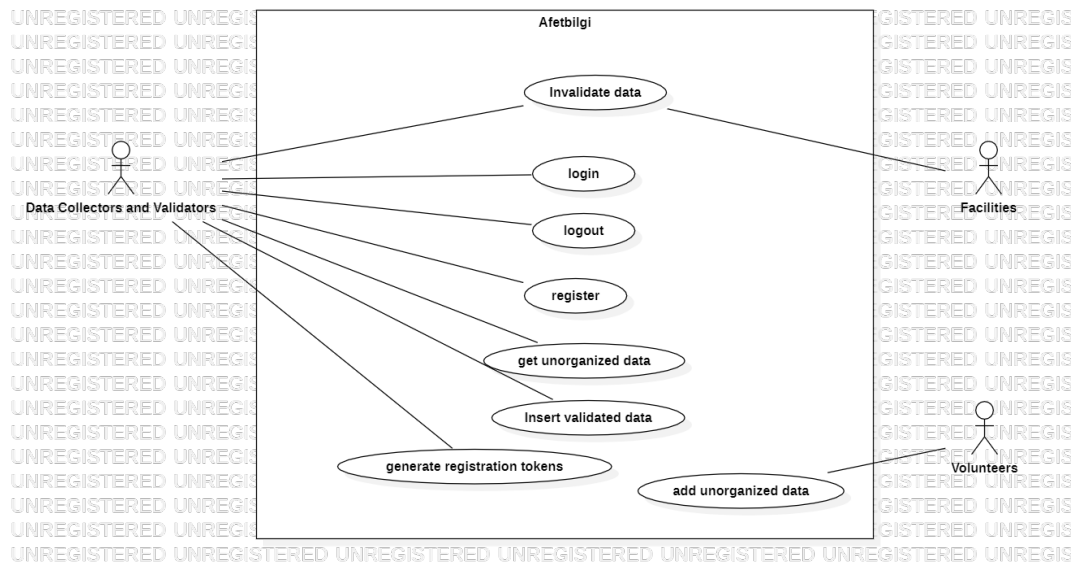 Afetbilgi
Invalidate data
login
Data Collectors and Validators
Facilities
logout
register
get unorganized data
Insert validated data
generate registration tokens
Volunteers
add unorganized data
UNREGISTERED UNREGISTERED UNREGISTERED UNREGISTERED UNREGISTERED UNREGISTERED UNREGIS